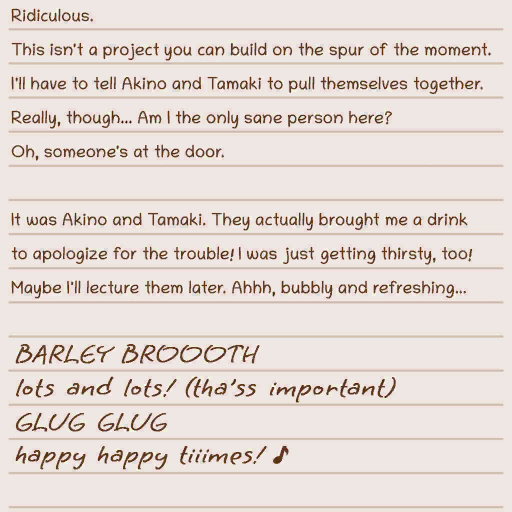 Ridiculous.
This isn't a project you can build on the spur of the moment.
I'll have to tell Akino and Tamaki to pull themselves together.
Really, though... Am I the only sane person here?
Oh, someone's at the door.
It was Akino and Tamaki. They actually brought me a drink
to apologize for the trouble! I was just getting thirsty, too!
Maybe I'll lecture them later. Ahhh, bubbly and refreshing...
BARLEY BROOOTH
lots and lots! (tha'ss important)
GLUG GLUG
happy happy tiiimes! ♪